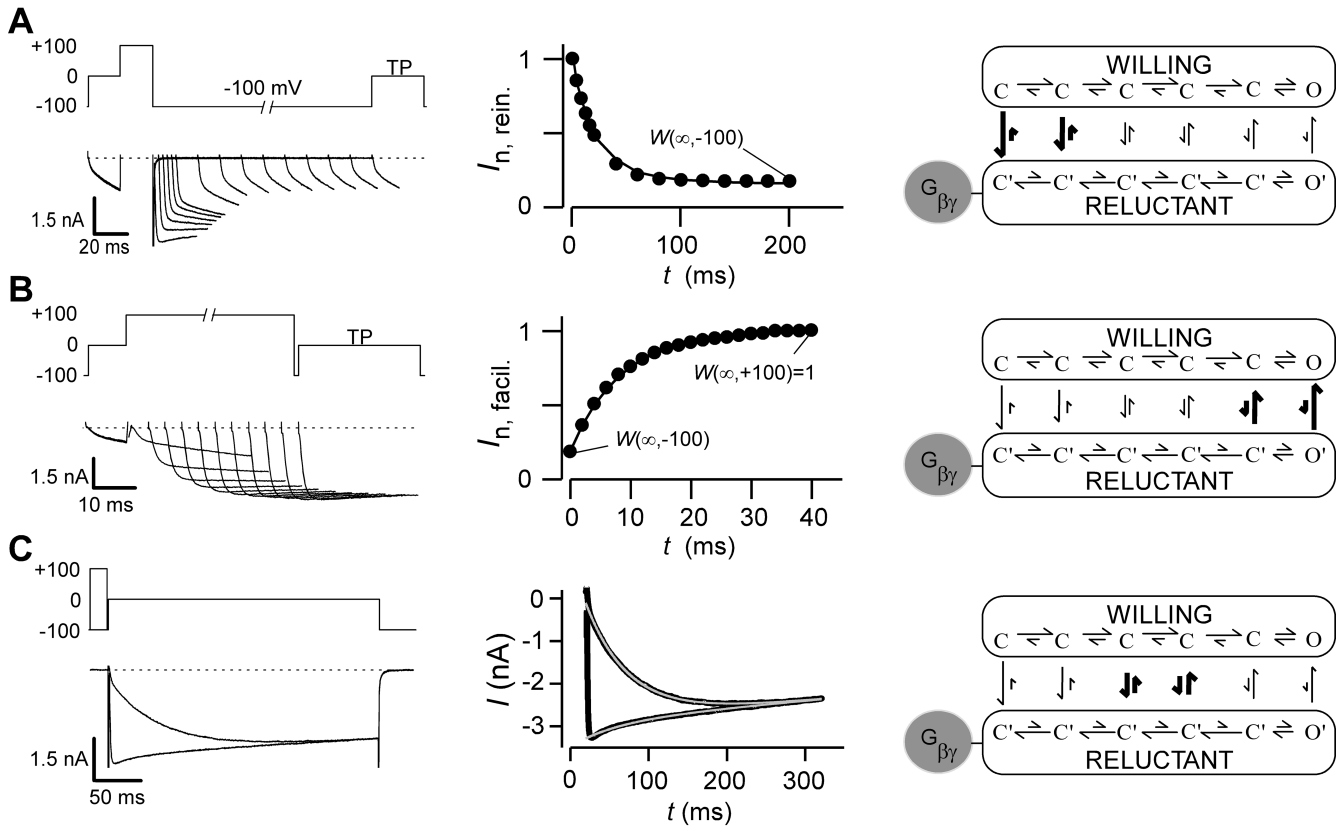 A
+100
0
-100
-100 mV
TP
1.5 nA
20 ms
1
0
I n, rein.
W(∞,-100)
0 100 200
t (ms)
WILLING
C C C C C O
C' C' C' C' C' O'
RELUCTANT
Gβγ
B
+100
0
-100
TP
1.5 nA
10 ms
1
0
I n, facil.
W(∞,+100)=1
W(∞,-100)
0 10 20 30 40
t (ms)
WILLING
C C C C C O
C' C' C' C' C' O'
RELUCTANT
Gβγ
C
+100
0
-100
1.5 nA
50 ms
0
-1
-2
-3
I (nA)
0 100 200 300
t (ms)
WILLING
C C C C C O
C' C' C' C' C' O'
RELUCTANT
Gβγ